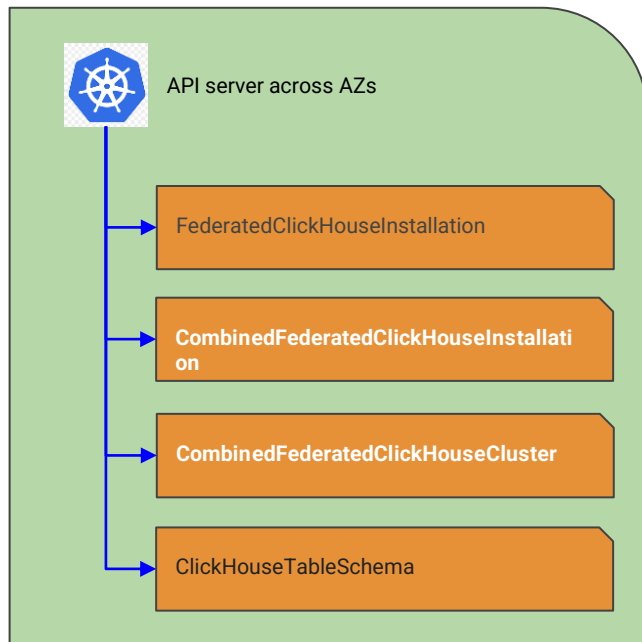 API server across AZs
FederatedClickHouseInstallation
CombinedFederatedClickHouseInstallati
on
CombinedFederatedClickHouseCluster
ClickHouseTableSchema